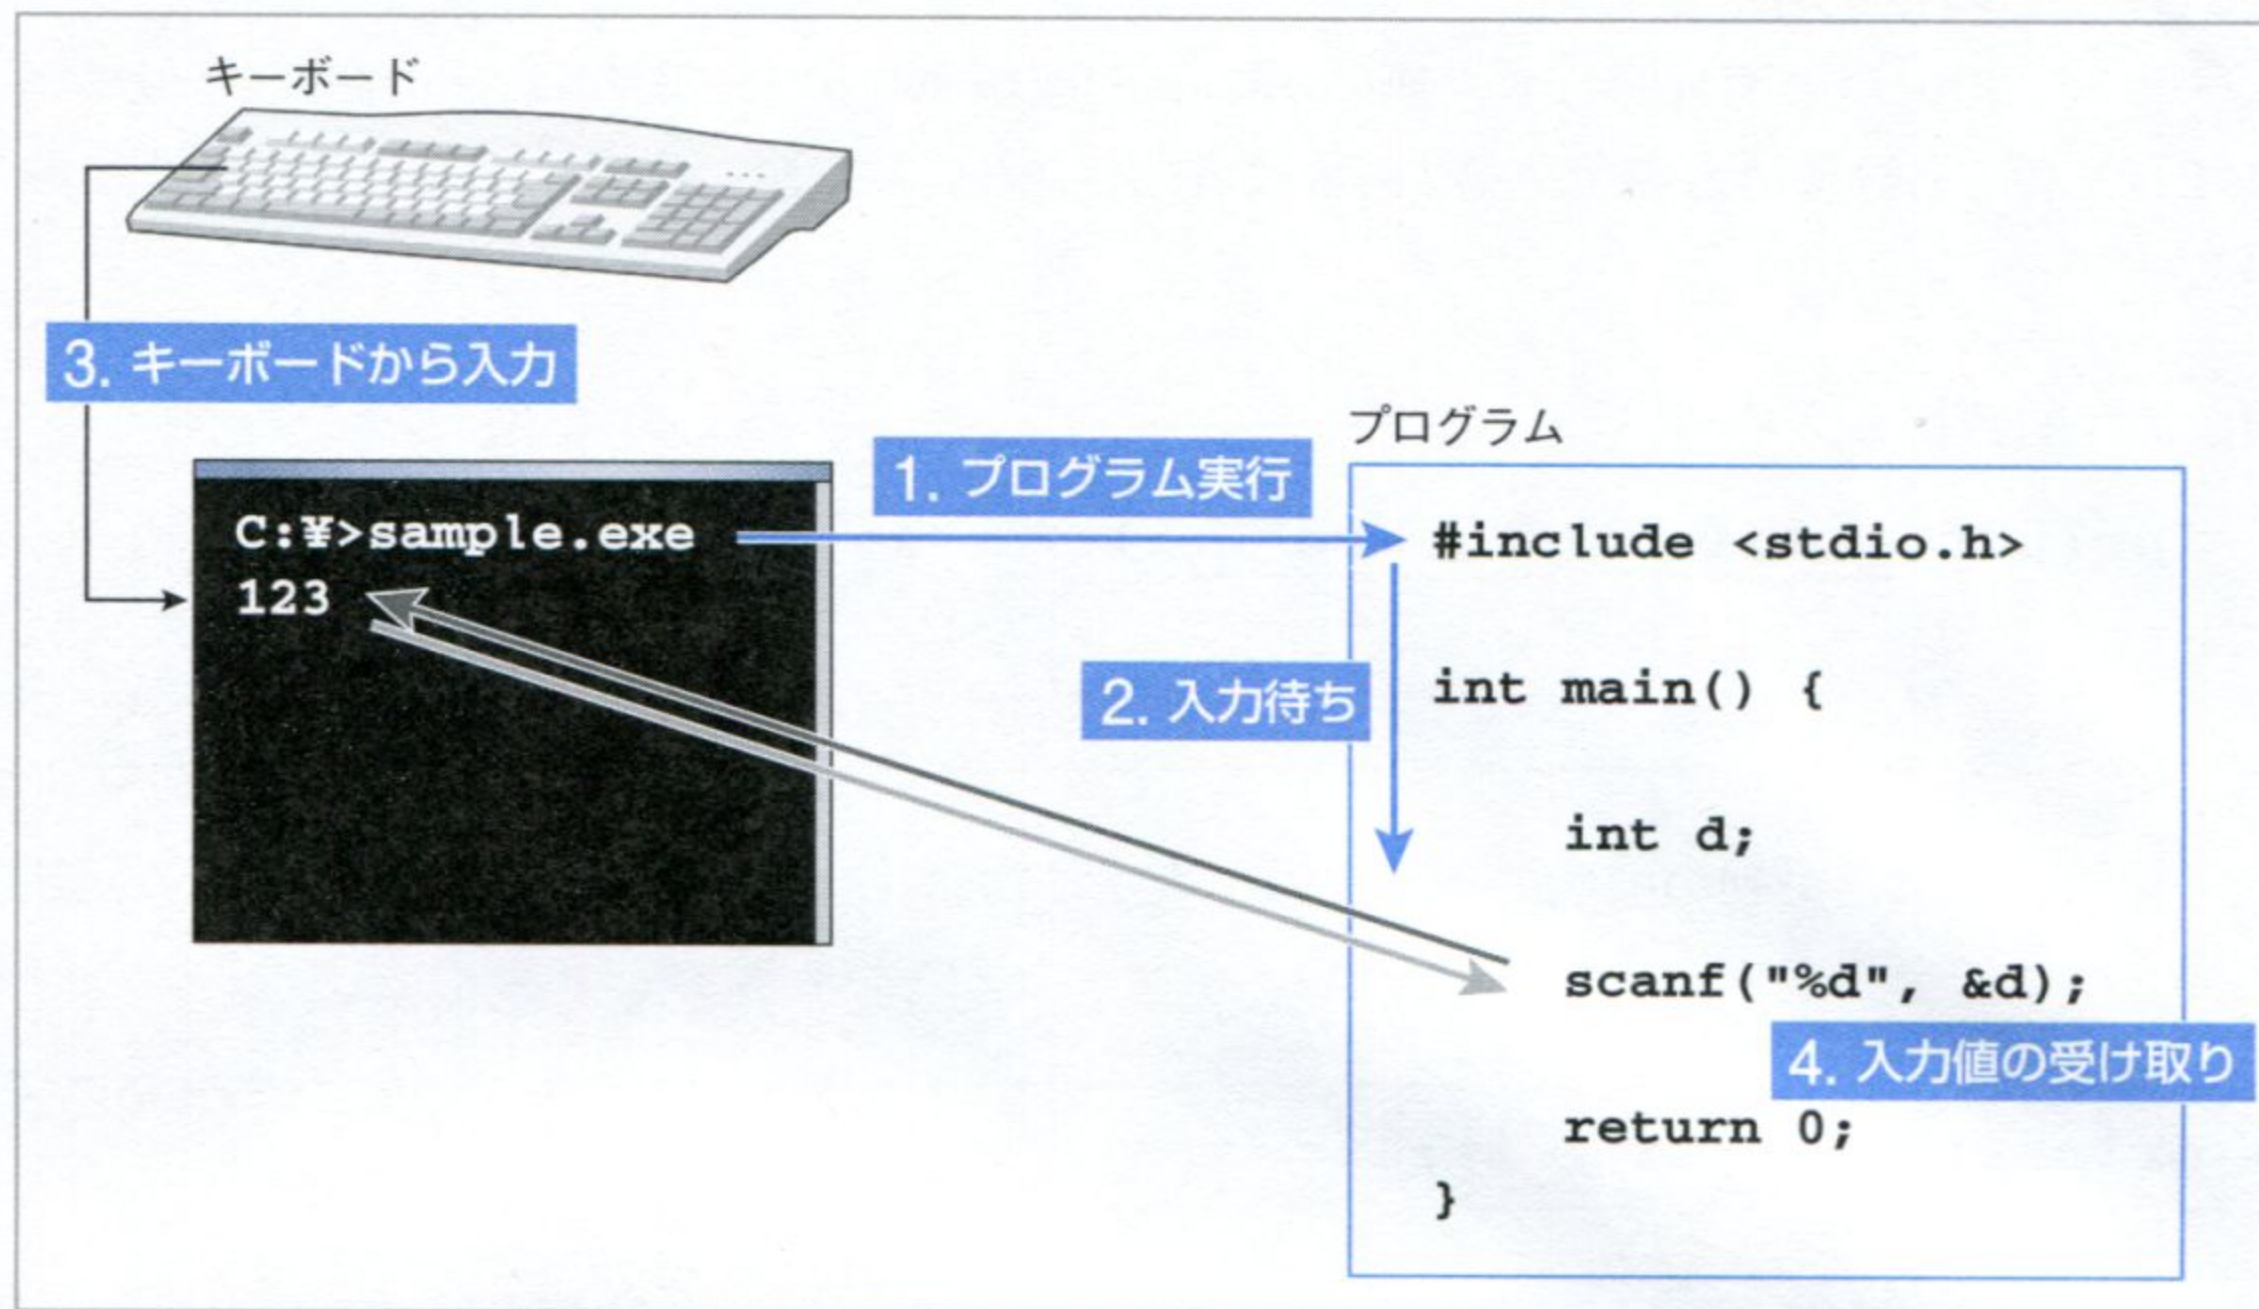 キーボード
3. キーボードから入力
C:¥>sample.exe
123
1. プログラム実行
2. 入力待ち
プログラム
#include <stdio.h>
int main() {
int d;
scanf("%d", &d);
4. 入力値の受け取り
return 0;
}